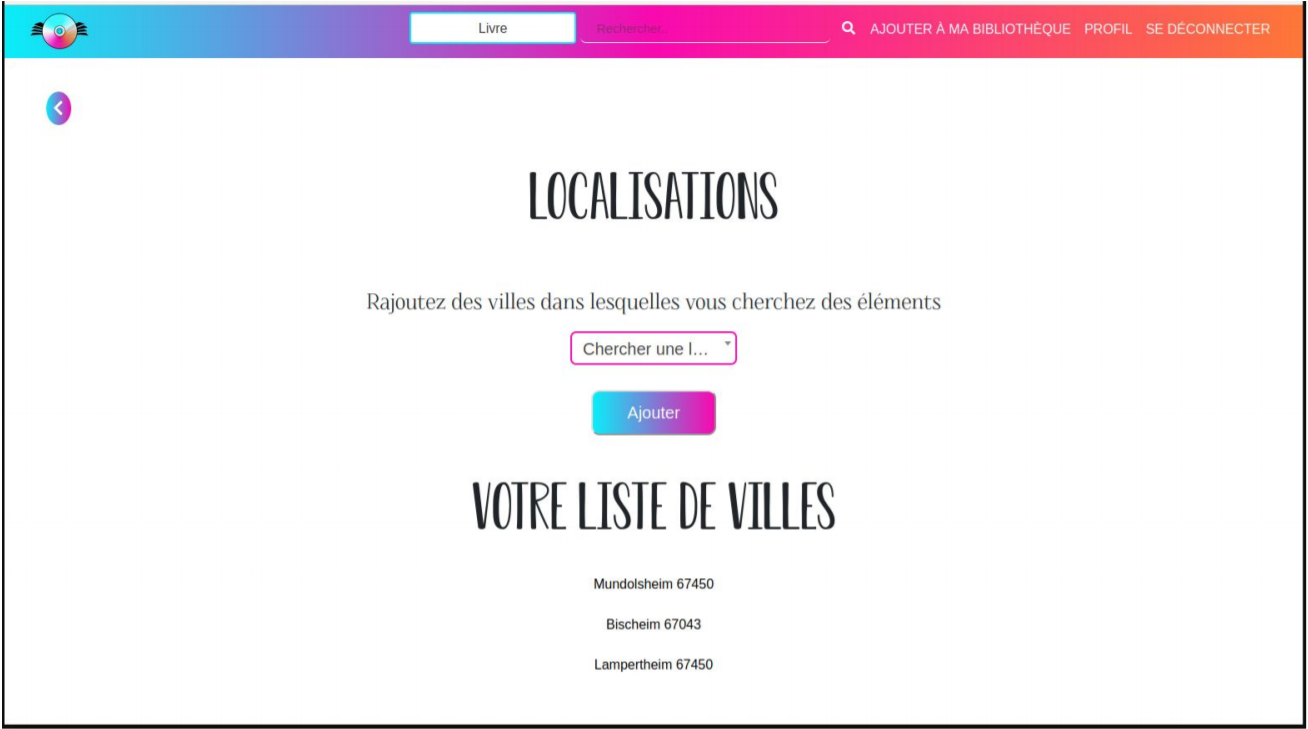 Livre
Rechercher...
AJOUTER À MA BIBLIOTHÈQUE PROFIL SE DÉCONNECTER
LOCALISATIONS
Rajoutez des villes dans lesquelles vous cherchez des éléments
Chercher une l…
Ajouter
VOTRE LISTE DE VILLES
Mundolsheim 67450
Bischeim 67043
Lampertheim 67450